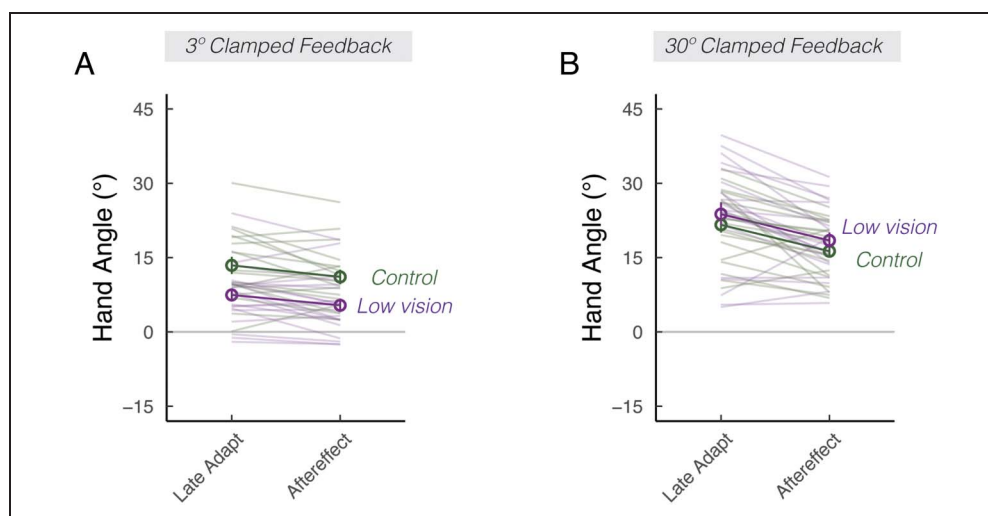 3° Clamped Feedback
A
45
30
15
0
−15
Hand Angle (°)
Control
Low vision
Late Adapt
Aftereffect
30° Clamped Feedback
B
45
30
15
0
−15
Hand Angle (°)
Low vision
Control
Late Adapt
Aftereffect